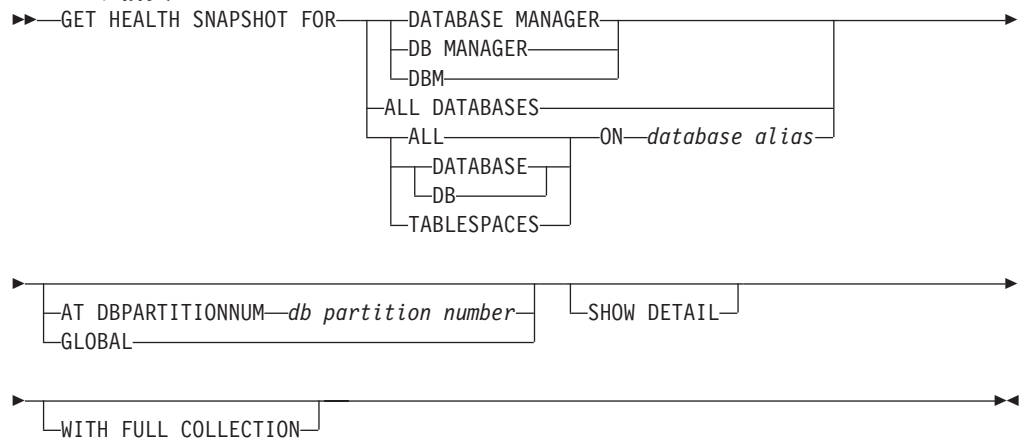 GET HEALTH SNAPSHOT FOR DATABASE MANAGER
DB MANAGER
DBM
ALL DATABASES
ALL ON database alias
DATABASE
DB
TABLESPACES
AT DBPARTITIONNUM db partition number SHOW DETAIL
GLOBAL
WITH FULL COLLECTION